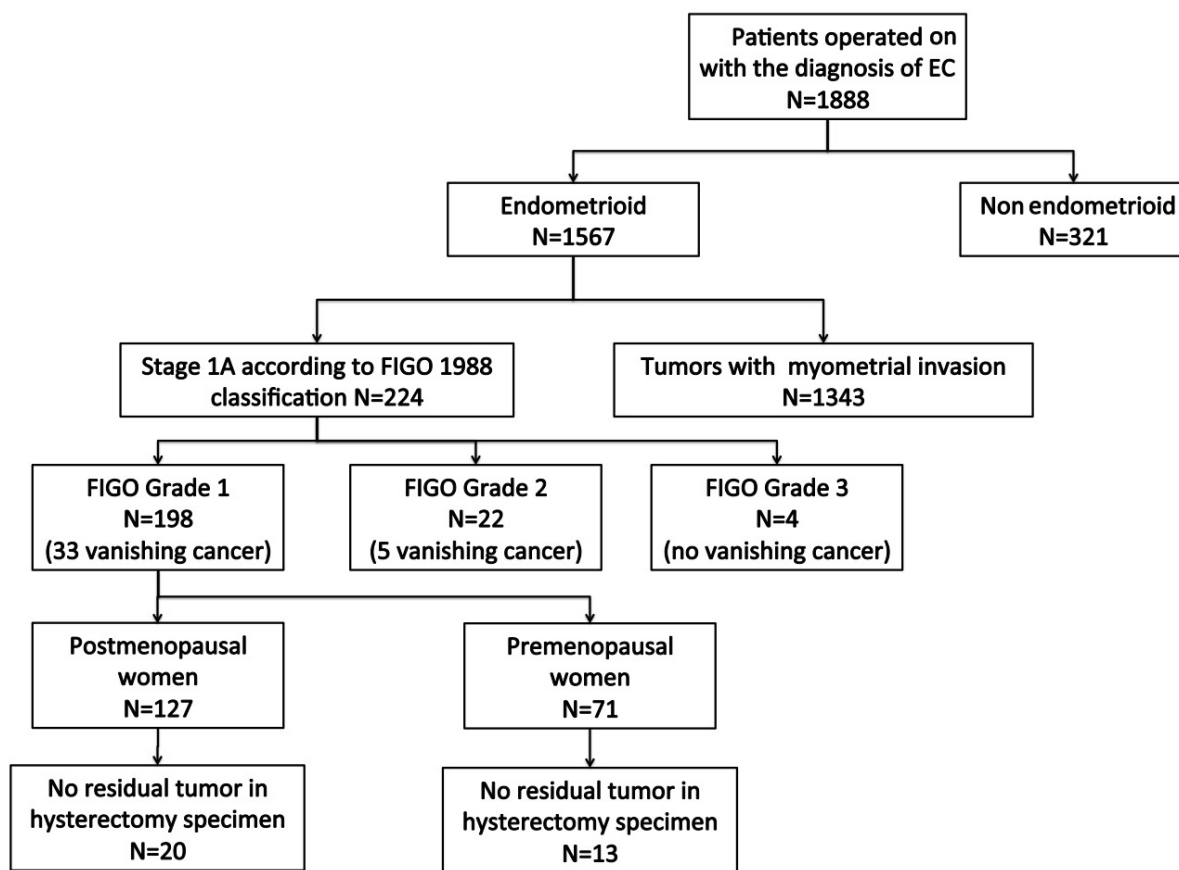 Patients operated on
with the diagnosis of EC
N=1888
Endometrioid
N=1567
Non endometrioid
N=321
Stage 1A according to FIGO 1988
classification N=224
Tumors with myometrial invasion
N=1343
FIGO Grade 1
N=198
(33 vanishing cancer)
FIGO Grade 2
N=22
(5 vanishing cancer)
FIGO Grade 3
N=4
(no vanishing cancer)
Postmenopausal
women
N=127
Premenopausal
women
N=71
No residual tumor in
hysterectomy specimen
N=20
No residual tumor in
hysterectomy specimen
N=13